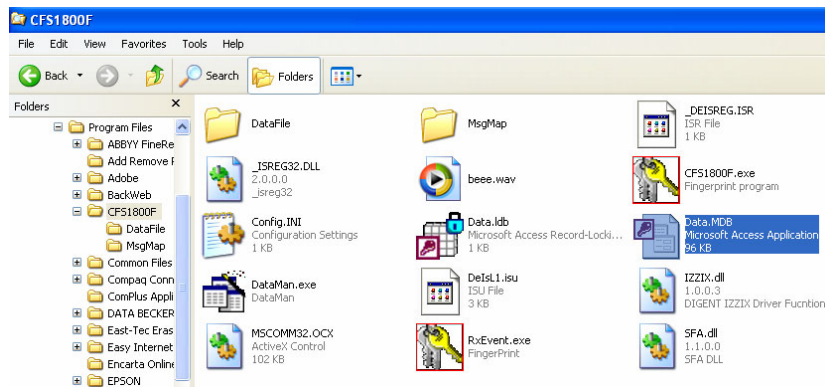 CFS1800F
File Edit View Favorites Tools Help
Back Search Folders
Folders x
Program Files
ABBYY FineRe
Add Remove F
Adobe
BackWeb
CFS1800F
DataFile
MsgMap
Common Files
Compaq Conn
ComPlus Appli
DATA BECKER
East-Tec Eras
Easy Internet
Encarta Online
EPSON
DataFile
MsgMap
_DEISREG.ISR
ISR File
1 KB
_ISREG32.DLL
2.0.0.0
_isreg32
beee.wav
CFS1800F.exe
Fingerprint program
Config.INI
Configuration Settings
1 KB
Data.ldb
Microsoft Access Record-Locki...
1 KB
Data.MDB
Microsoft Access Application
96 KB
DataMan.exe
DataMan
DeIsL1.isu
ISU File
3 KB
IZZIX.dll
1.0.0.3
DIGENT IZZIX Driver Fucntion
MSCOMM32.OCX
ActiveX Control
102 KB
RxEvent.exe
FingerPrint
SFA.dll
1.1.0.0
SFA DLL